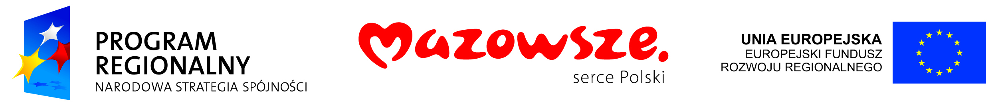 PROGRAM
REGIONALNY
NARODOWA STRATEGIA SPÓJNOŚCI
Mazowsze.
serce Polski
UNIA EUROPEJSKA
EUROPEJSKI FUNDUSZ
ROZWOJU REGIONALNEGO